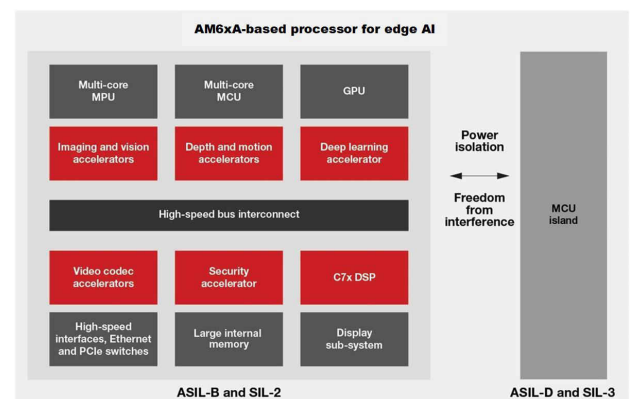 AM6xA-based processor for edge AI
Multi-core
MPU
Multi-core
MCU
GPU
Imaging and vision
accelerators
Depth and motion
accelerators
Deep learning
accelerator
High-speed bus interconnect
Video codec
accelerators
Security
accelerator
C7x DSP
High-speed
interfaces, Ethernet
and PCIe switches
Large internal
memory
Display
sub-system
ASIL-B and SIL-2
Power
isolation
Freedom
from
interference
MCU
island
ASIL-D and SIL-3